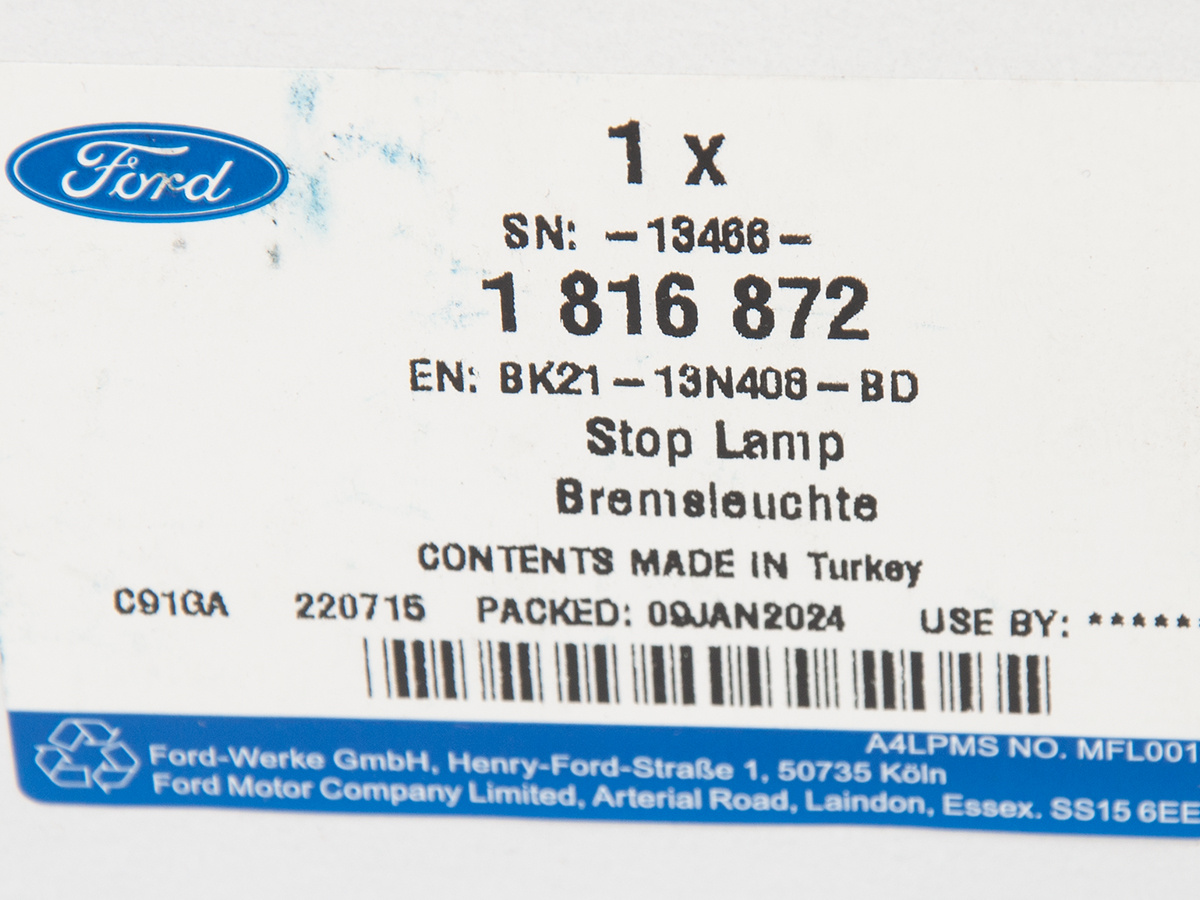 Ford
1 x
SN: -13466-
1 816 872
EN: BK21-13N408-BD
Stop Lamp
Bremsleuchte
CONTENTS MADE IN Turkey
C91GA 220715 PACKED: 09JAN2024 USE BY: ******
A4LPMS NO. MFL001
Ford-Werke GmbH, Henry-Ford-Straße 1, 50735 Köln
Ford Motor Company Limited, Arterial Road, Laindon, Essex. SS15 6EE